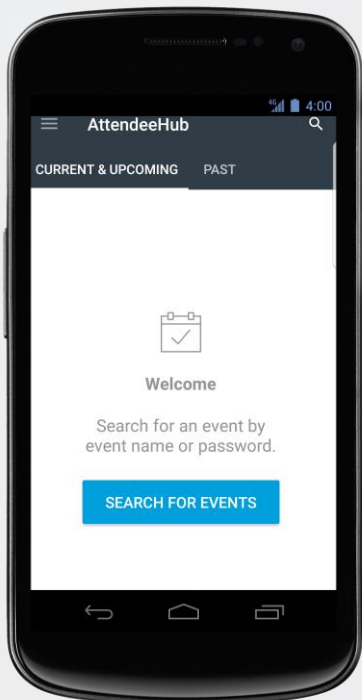 4G 4:00
AttendeeHub
CURRENT & UPCOMING PAST
Welcome
Search for an event by
event name or password.
SEARCH FOR EVENTS